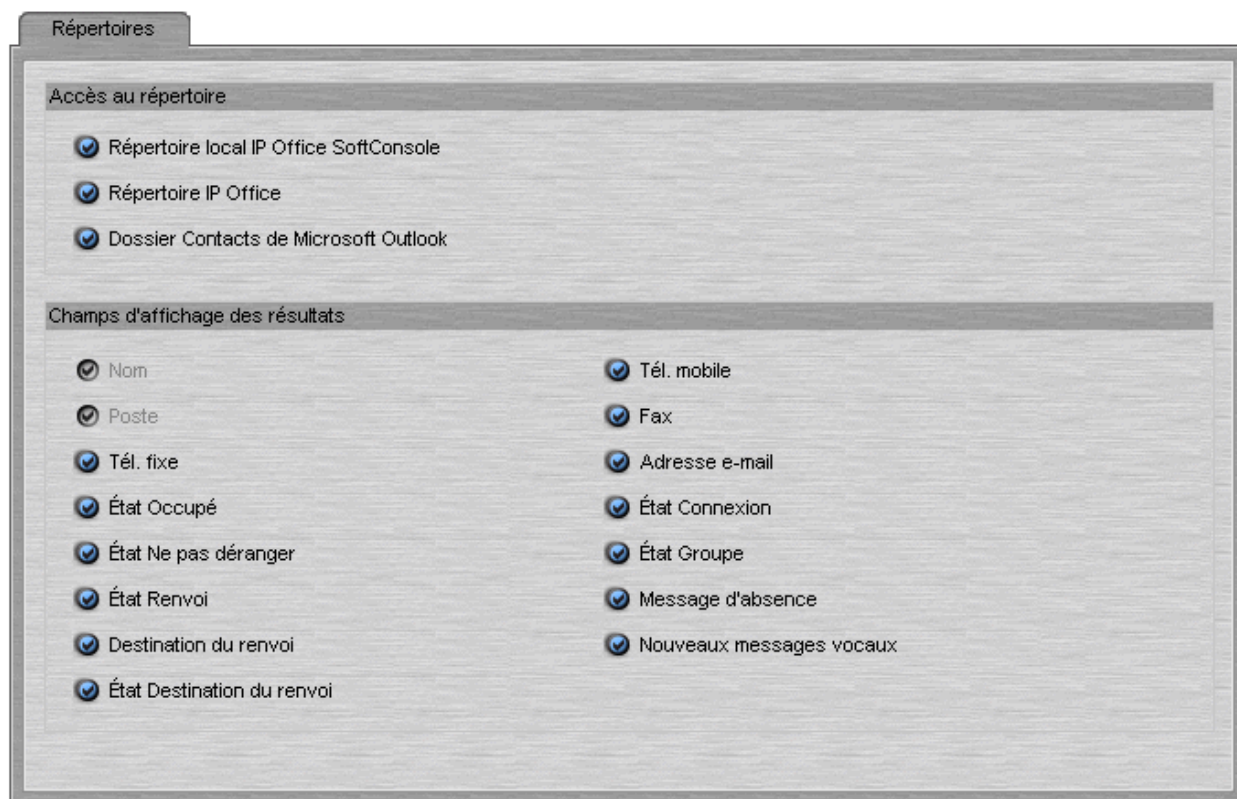 Répertoires
Accès au répertoire
Répertoire local IP Office SoftConsole
Répertoire IP Office
Dossier Contacts de Microsoft Outlook
Champs d'affichage des résultats
Nom
Poste
Tél. fixe
État Occupé
État Ne pas déranger
État Renvoi
Destination du renvoi
État Destination du renvoi
Tél. mobile
Fax
Adresse e-mail
État Connexion
État Groupe
Message d'absence
Nouveaux messages vocaux